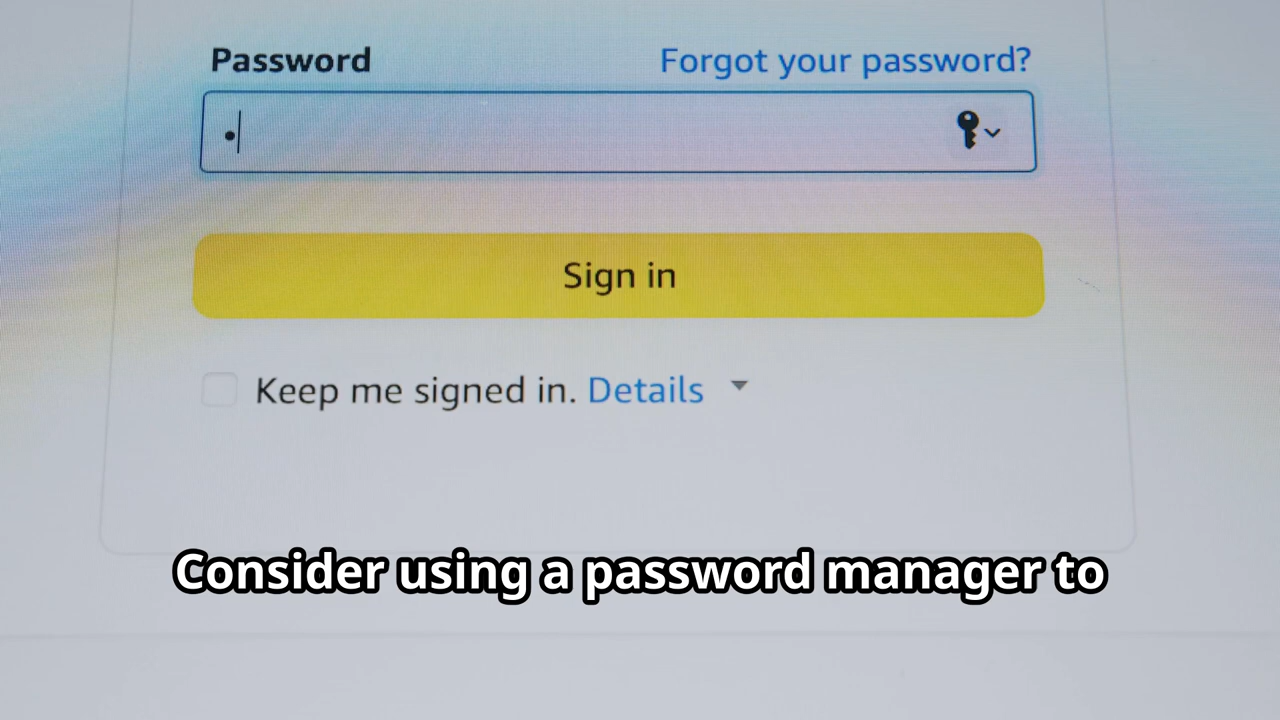 Password Forgot your password?
•
Sign in
Keep me signed in. Details
Consider using a password manager to